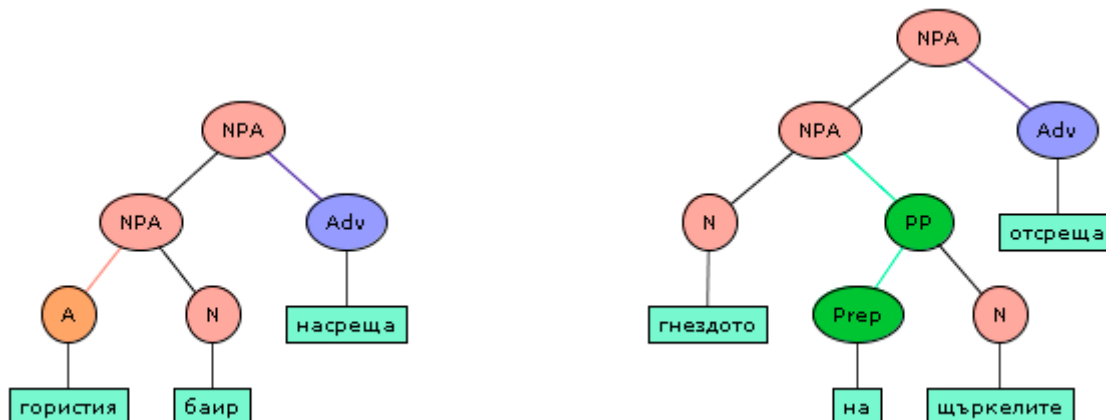 NPA
NPA
NPA
Adv
NPA
Adv
N
PP
отсреща
A
N
насреща
гнездото
Prep
N
гористия
баир
на
щъркелите